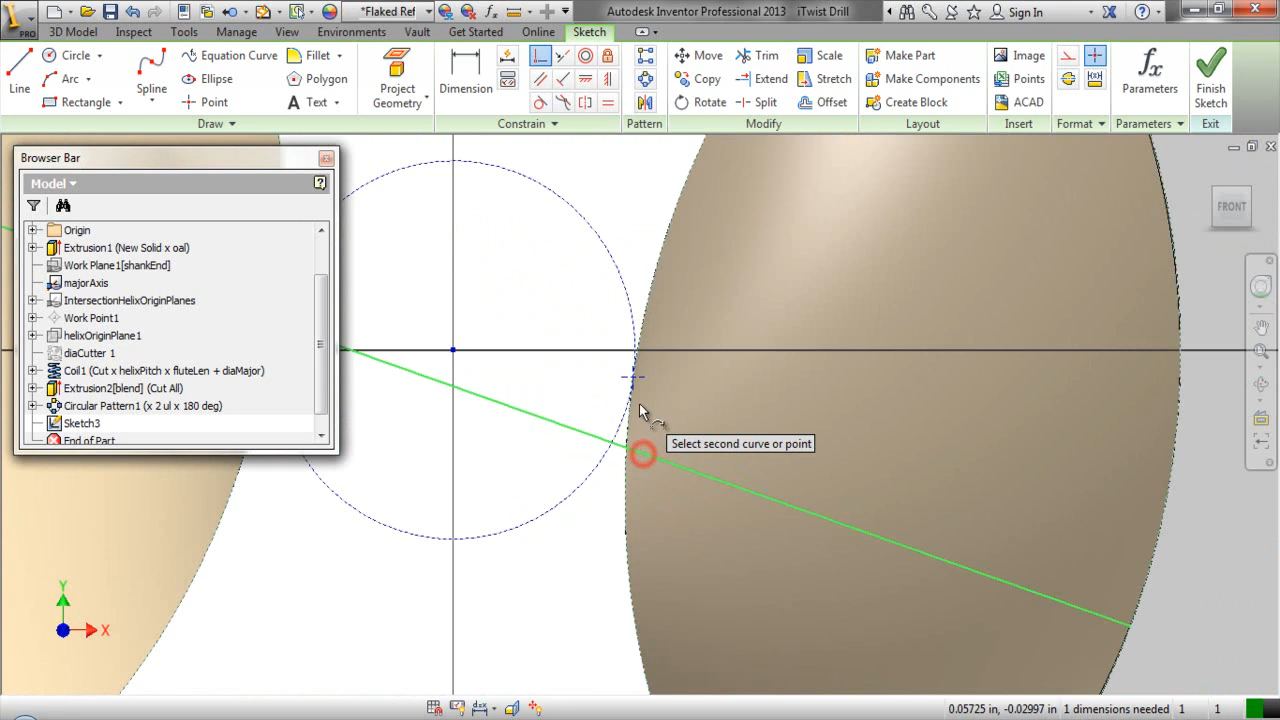 *Flaked Ref
Autodesk Inventor Professional 2013
iTwist Drill
Sign In
PRO
3D Model
Inspect
Tools
Manage
View
Environments
Vault
Get Started
Online
Sketch
Line
Circle
Arc
Rectangle
Spline
Equation Curve
Ellipse
Point
Fillet
Polygon
Text
Project
Geometry
Dimension
Move
Copy
Rotate
Trim
Extend
Split
Scale
Stretch
Offset
Make Part
Make Components
Create Block
Image
Points
ACAD
Parameters
Finish
Sketch
Draw
Constrain
Pattern
Modify
Layout
Insert
Format
Parameters
Exit
Browser Bar
Model
Origin
Extrusion1 (New Solid x oal)
Work Plane1[shankEnd]
majorAxis
IntersectionHelixOriginPlanes
Work Point1
helixOriginPlane1
diaCutter 1
Coil1 (Cut x helixPitch x fluteLen + diaMajor)
Extrusion2[blend] (Cut All)
Circular Pattern1 (x 2 ul x 180 deg)
Sketch3
End of Part
FRONT
Select second curve or point
Y
X
0.05725 in, -0.02997 in
1 dimensions needed
1
1